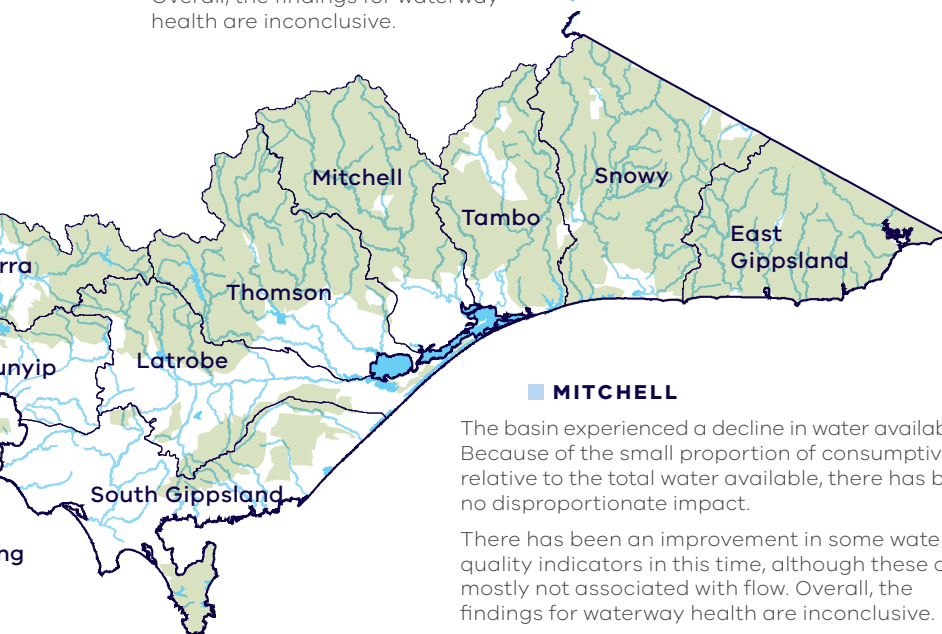 health are inconclusive.
Mitchell
Snowy
Tambo
East
Gippsland
Thomson
Latrobe
South Gippsland
MITCHELL
The basin experienced a decline in water
Because of the small proportion of
relative to the total water available, there has
no disproportionate impact.
There has been an improvement in some
quality indicators in this time, although these
mostly not associated with flow. Overall, the
findings for waterway health are inconclusive.